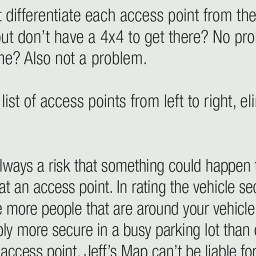 differentiate each access point from the
out don't have a 4x4 to get there? No pro
me? Also not a problem.
list of access points from left to right, eli
lways a risk that something could happen
at an access point. In rating the vehicle sec
e more people that are around your vehicle
bly more secure in a busy parking lot than
access point. Jeff's Map can't be liable for